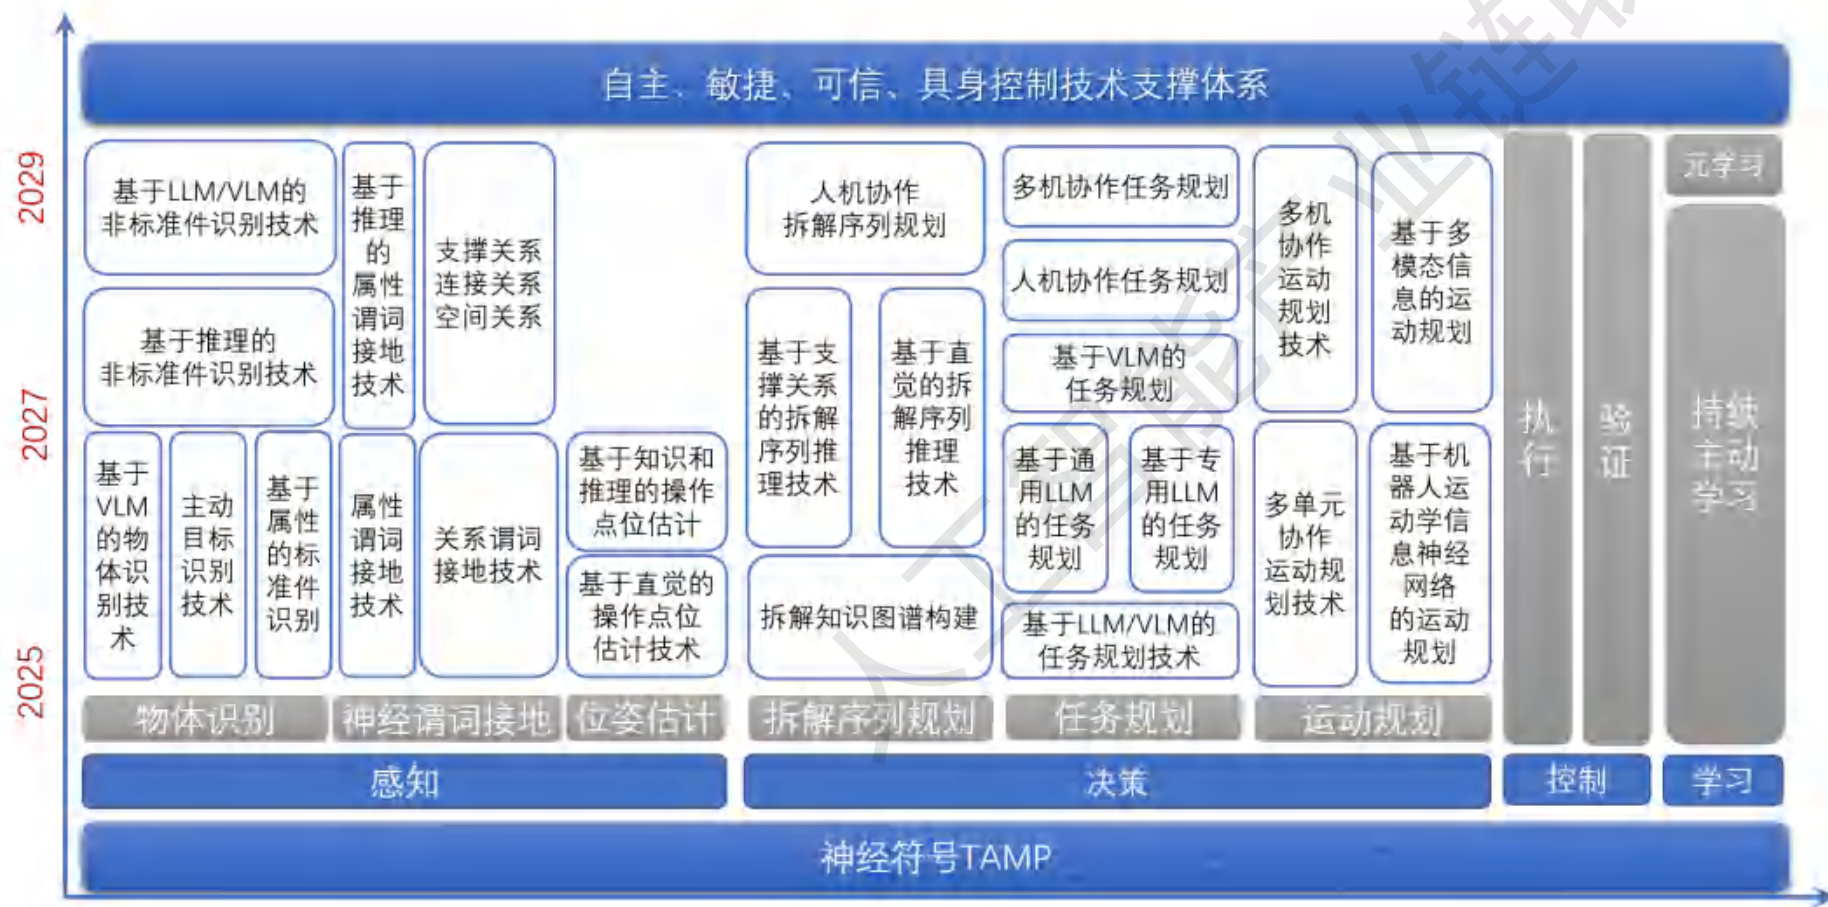 自主、敏捷、可信、具身控制技术支撑体系
2029
2027
2025
基于LLM/VLM的
非标准件识别技术
基于推理的
非标准件识别技术
基于
VLM
的物
体识
别技
术
主动
目标
识别
技术
基于
属性
的标
准件
识别
基于
推理
的
属性
谓词
接地
技术
属性
谓词
接地
技术
支撑关系
连接关系
空间关系
关系谓词
接地技术
基于知识和
推理的操作
点位估计
基于直觉的
操作点位
估计技术
人机协作
拆解序列规划
基于支
撑关系
的拆解
序列推
理技术
基于直
觉的拆
解序列
推理
技术
拆解知识图谱构建
多机协作任务规划
人机协作任务规划
基于VLM的
任务规划
基于通
用LLM
的任务
规划
基于专
用LLM
的任务
规划
基于LLM/VLM的
任务规划技术
多机
协作
运动
规划
技术
基于多
模态信
息的运
动规划
多单元
协作
运动规
划技术
基于机
器人运
动学信
息神经
网络
的运动
规划
执
行
验
证
元学习
持续
主动
学习
物体识别
神经谓词接地
位姿估计
拆解序列规划
任务规划
运动规划
感知
决策
控制
学习
神经符号TAMP
人工智能产业链联